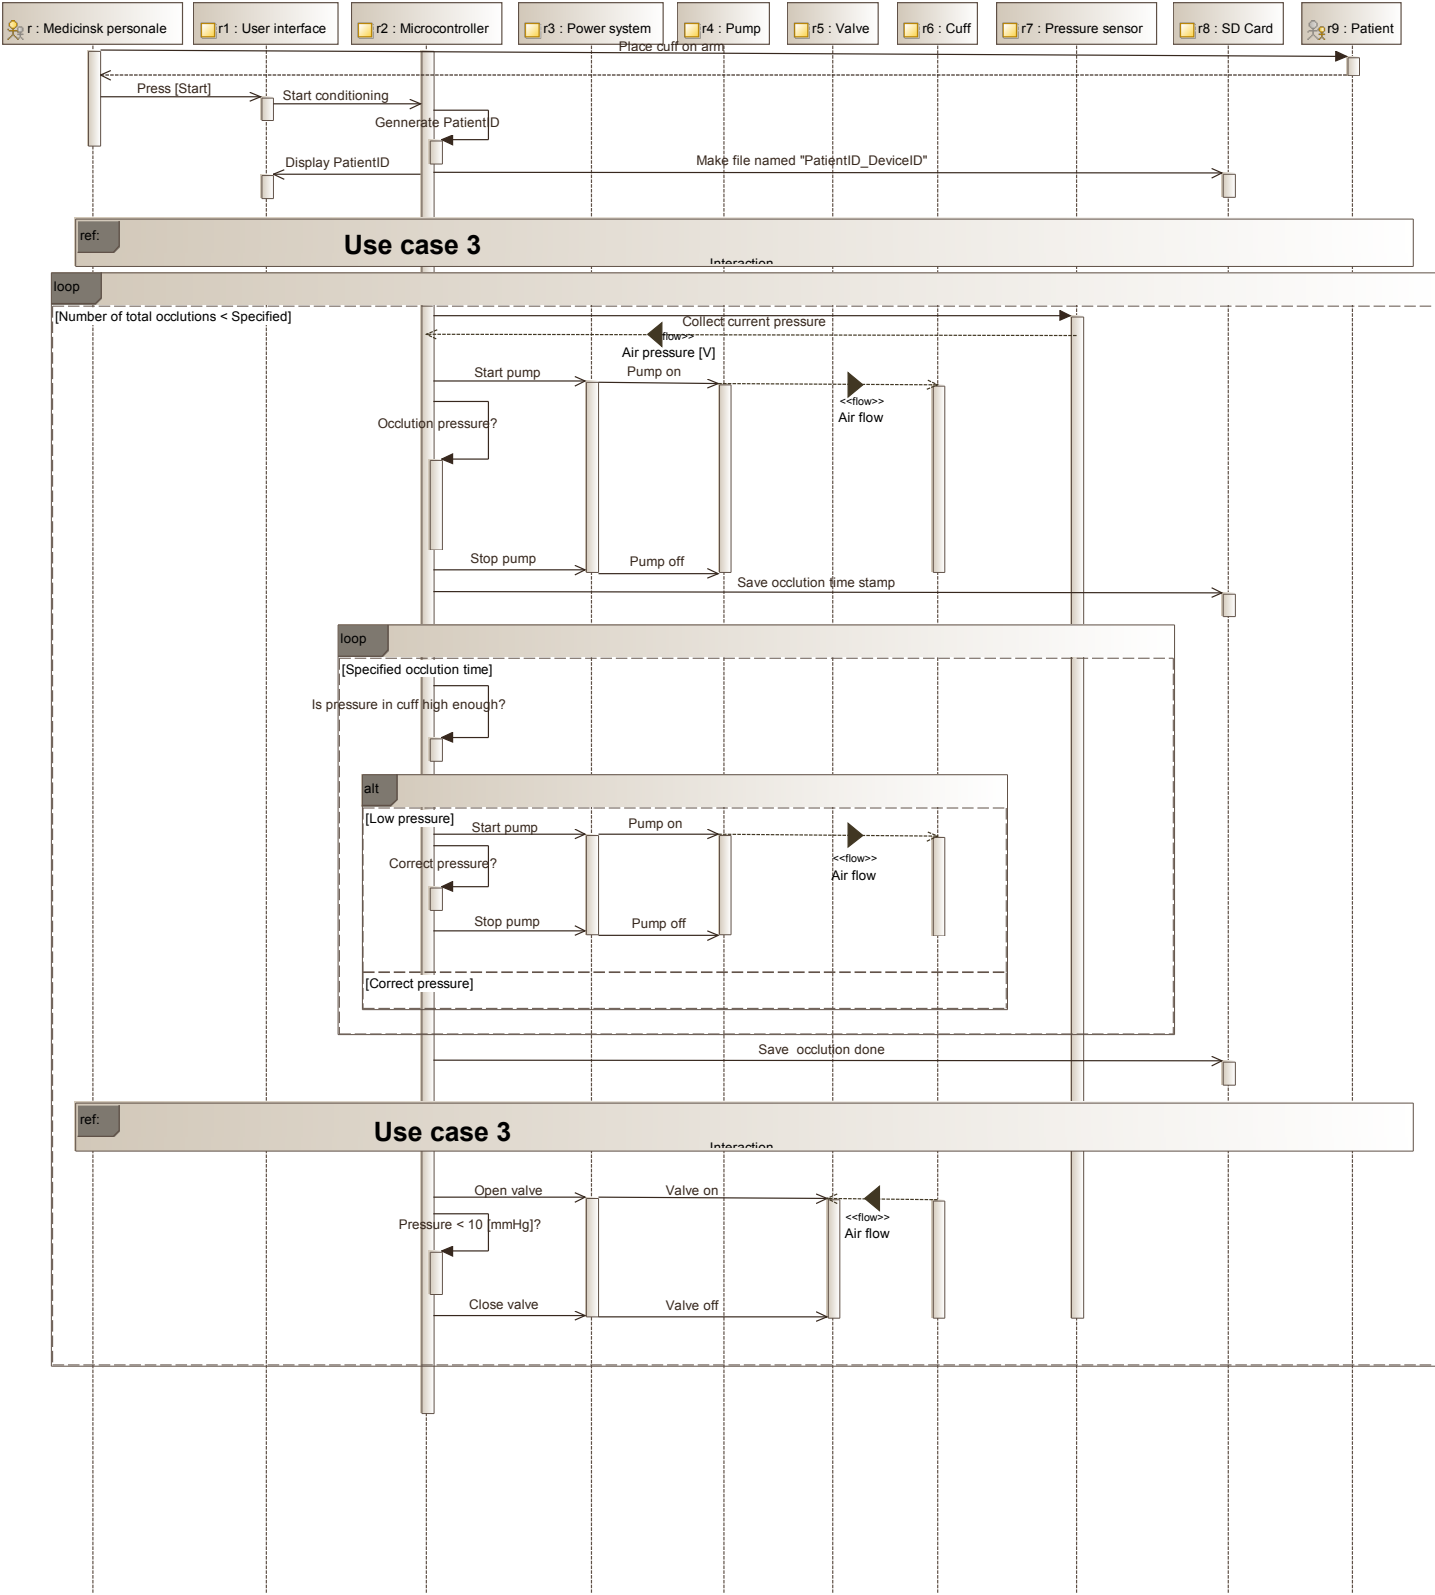 r : Medicinsk personale
r1 : User interface
r2 : Microcontroller
r3 : Power system
r4 : Pump
r5 : Valve
r6 : Cuff
r7 : Pressure sensor
r8 : SD Card
r9 : Patient
Place cuff on arm
Press [Start]
Start conditioning
Gennerate PatientID
Display PatientID
Make file named "PatientID_DeviceID"
ref:
Use case 3
Interaction
loop
[Number of total occlutions < Specified]
Collect current pressure
flow>>
Air pressure [V]
Start pump
Pump on
<<flow>>
Air flow
Occlution pressure?
Stop pump
Pump off
Save occlution time stamp
loop
[Specified occlution time]
Is pressure in cuff high enough?
alt
[Low pressure]
Start pump
Pump on
<<flow>>
Air flow
Correct pressure?
Stop pump
Pump off
[Correct pressure]
Save  occlution done
ref:
Use case 3
Interaction
Open valve
Valve on
<<flow>>
Air flow
Pressure < 10 [mmHg]?
Close valve
Valve off